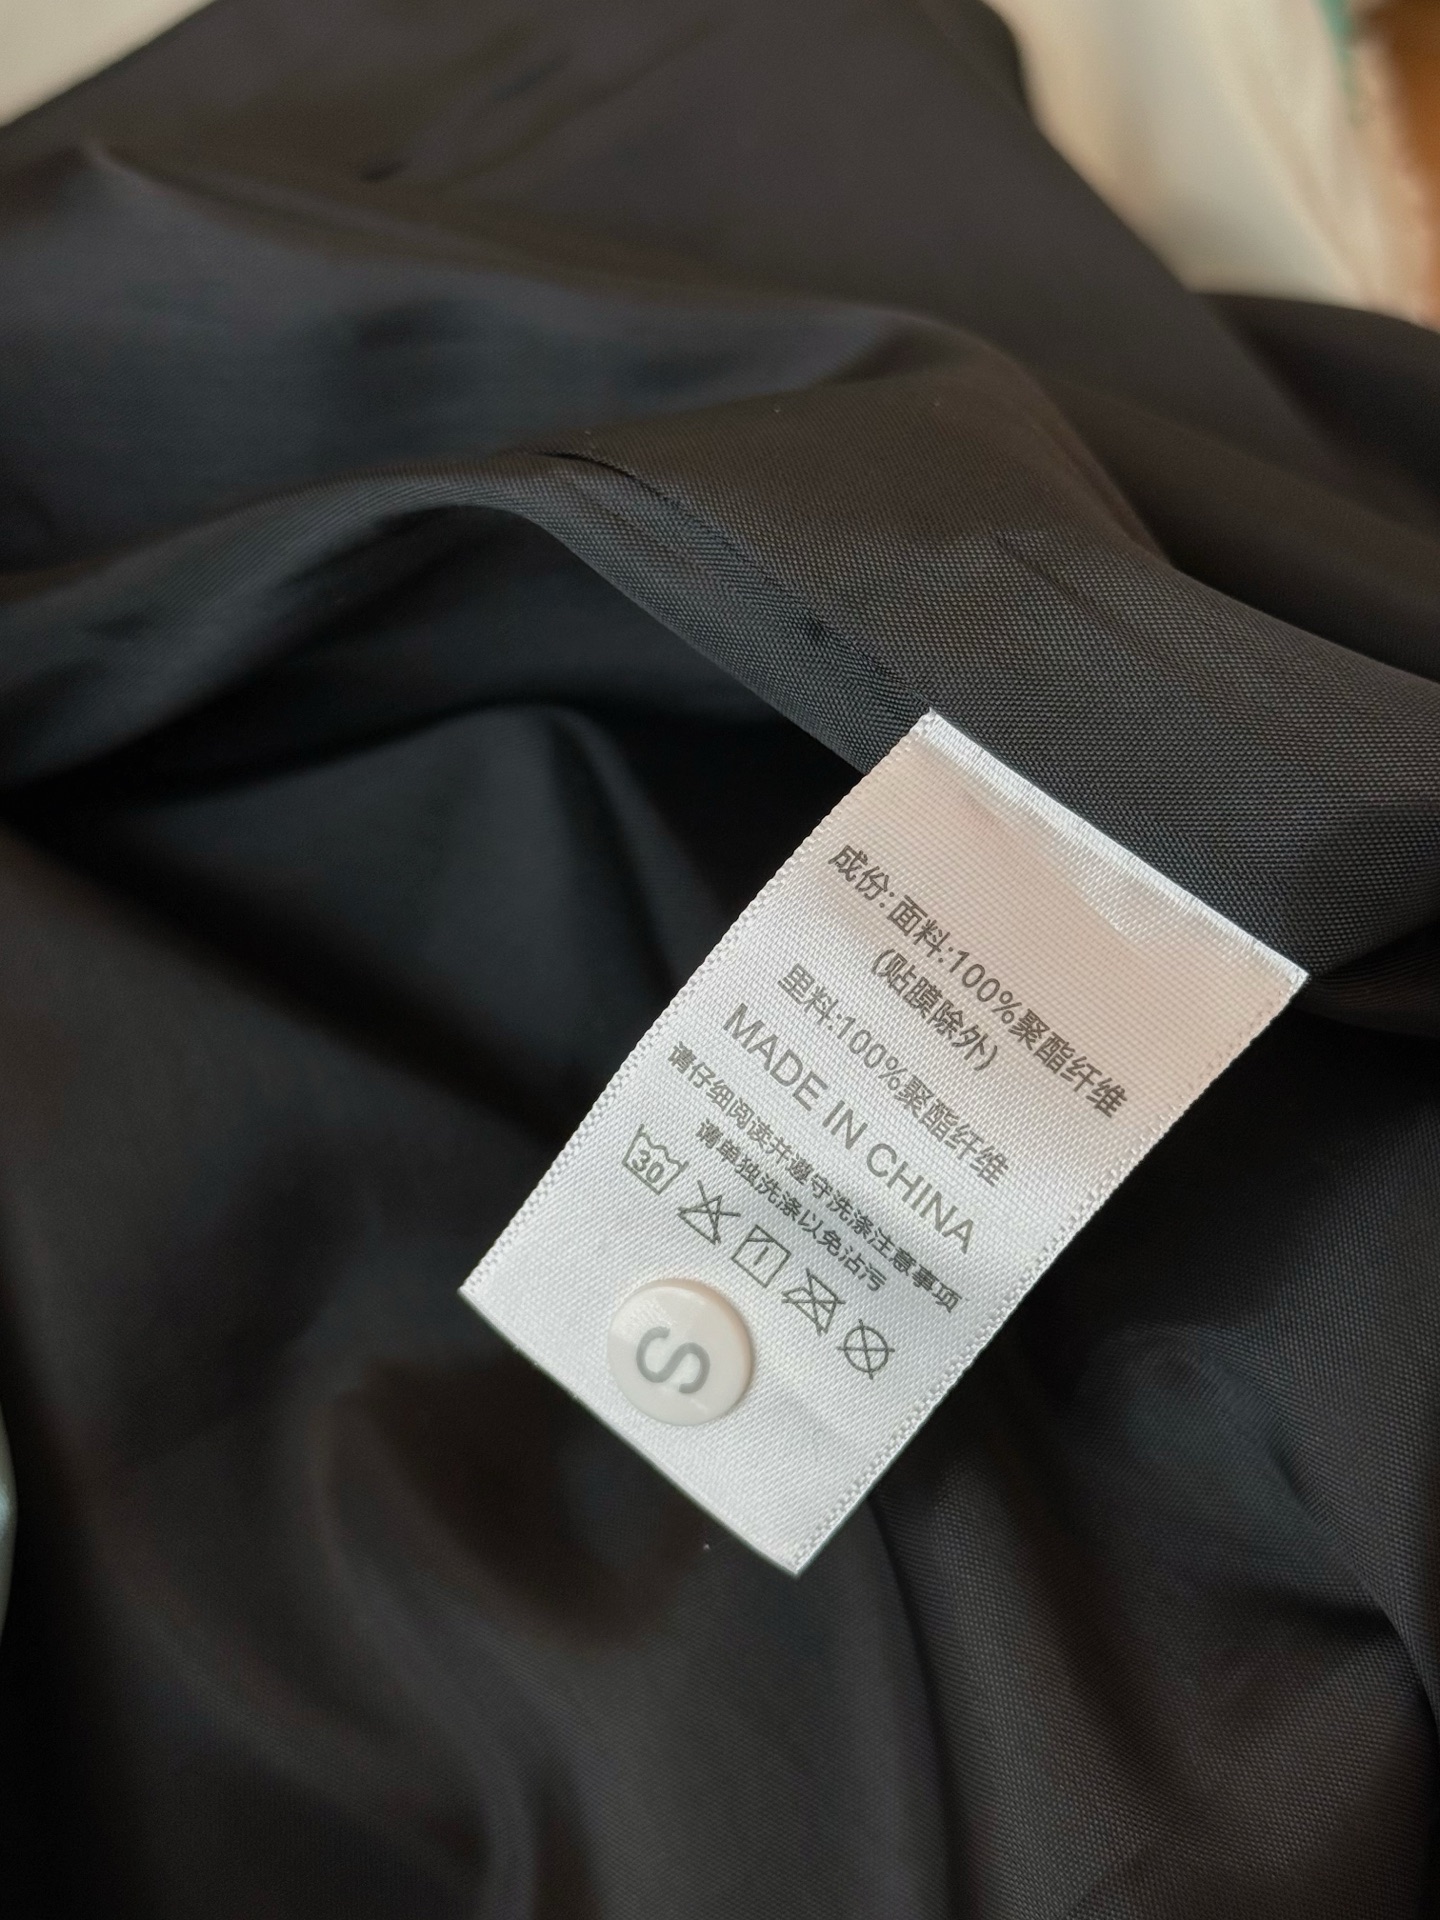 成份:面料:100%聚酯纤维
(贴膜除外)
里料:100%聚酯纤维
MADE IN CHINA
请仔细阅读并遵守洗涤注意事项
请单独洗涤以免沾污
30
S